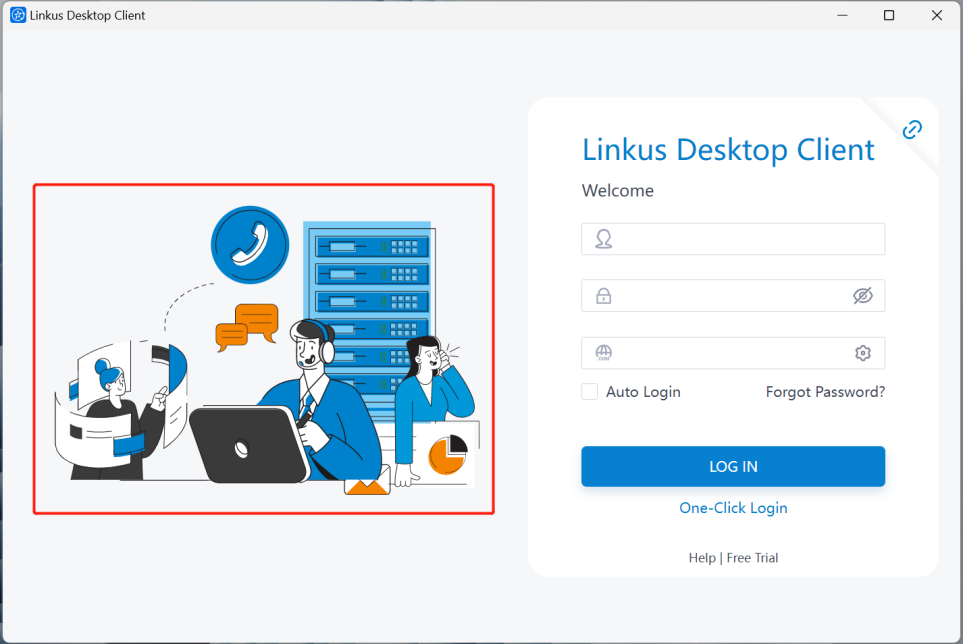 Linkus Desktop Client
Linkus Desktop Client
Welcome
Auto Login
Forgot Password?
LOG IN
One-Click Login
Help | Free Trial